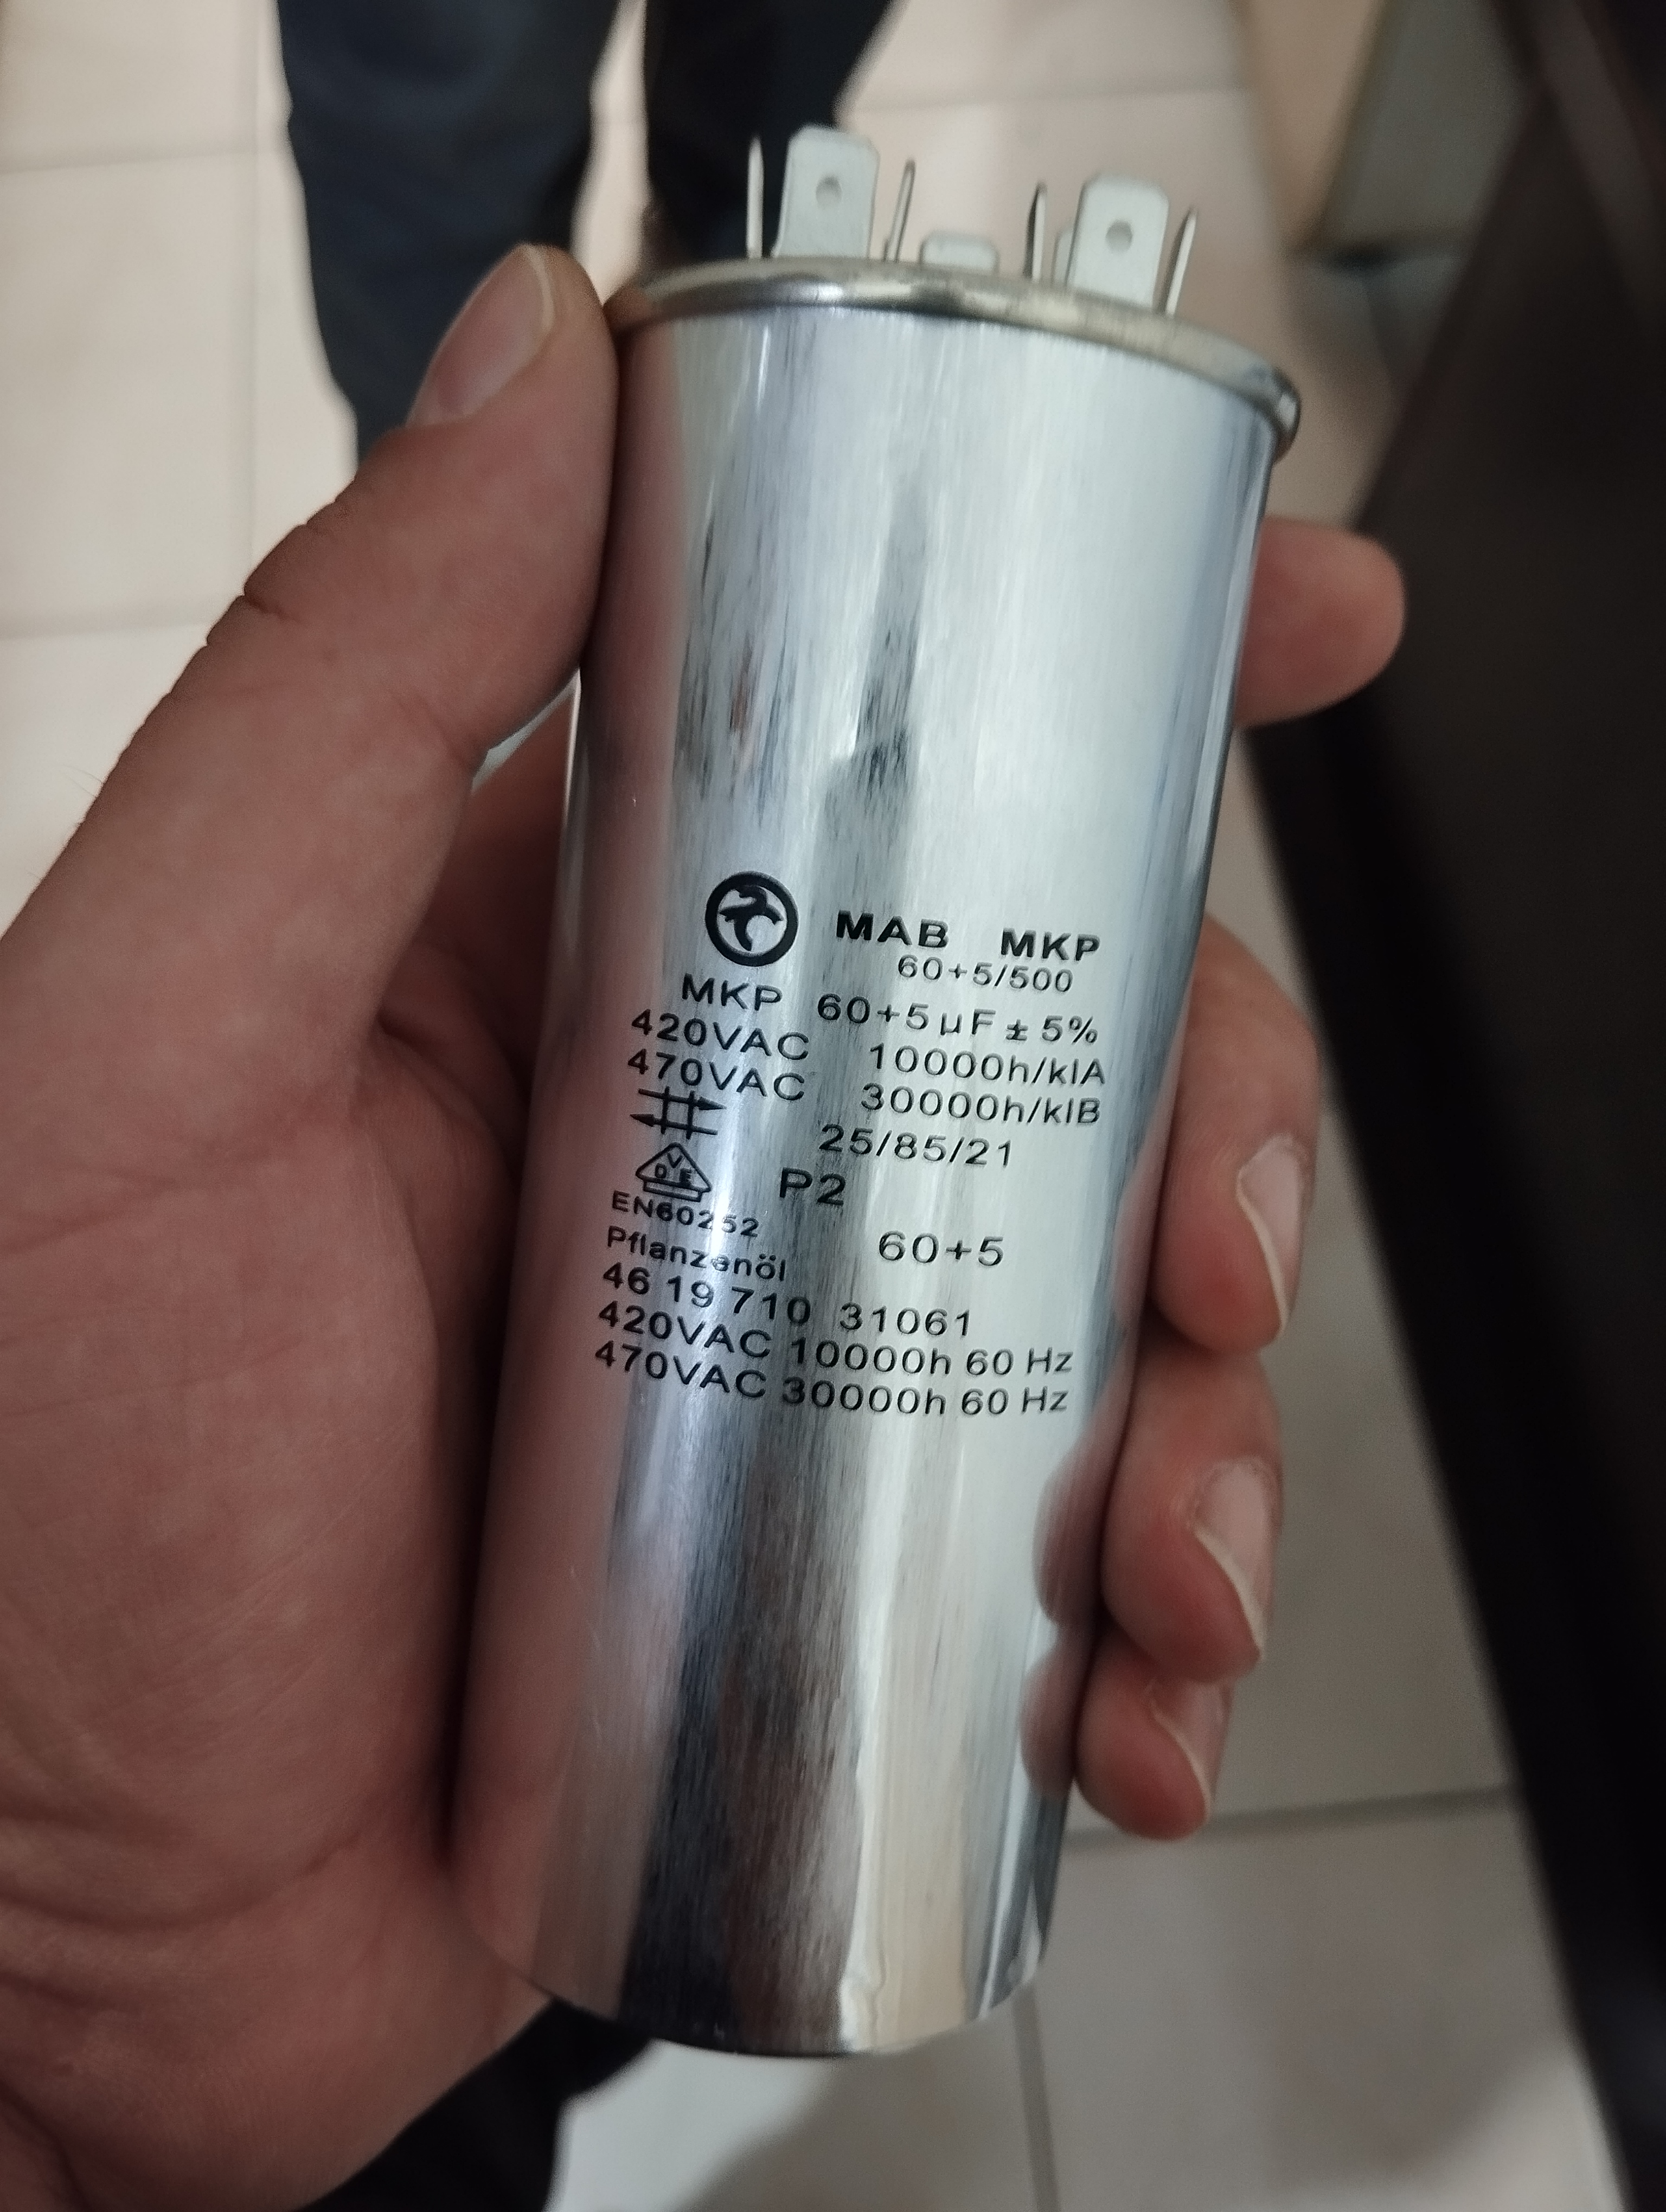 MAB MKP
60+5/500
MKP 60+5 µF ± 5%
420VAC 10000h/klA
470VAC 30000h/klB
25/85/21
DVE P2
EN60252
Pflanzenöl 60+5
46 19 710 31061
420VAC 10000h 60 Hz
470VAC 30000h 60 Hz